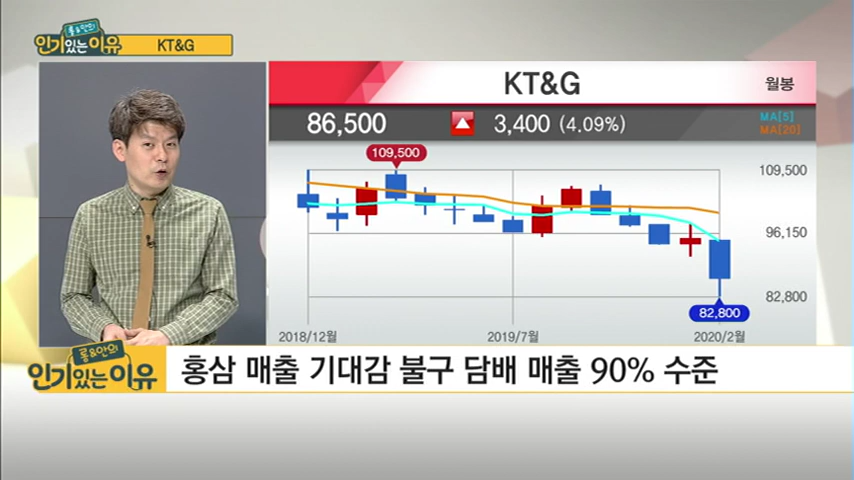 롱&안의
인기있는이유
KT&G
KT&G
월봉
86,500
3,400 (4.09%)
MA[5]
MA[20]
109,500
109,500
96,150
82,800
82,800
2018/12월
2019/7월
2020/2월
롱&안의
인기있는이유
홍삼 매출 기대감 불구 담배 매출 90% 수준